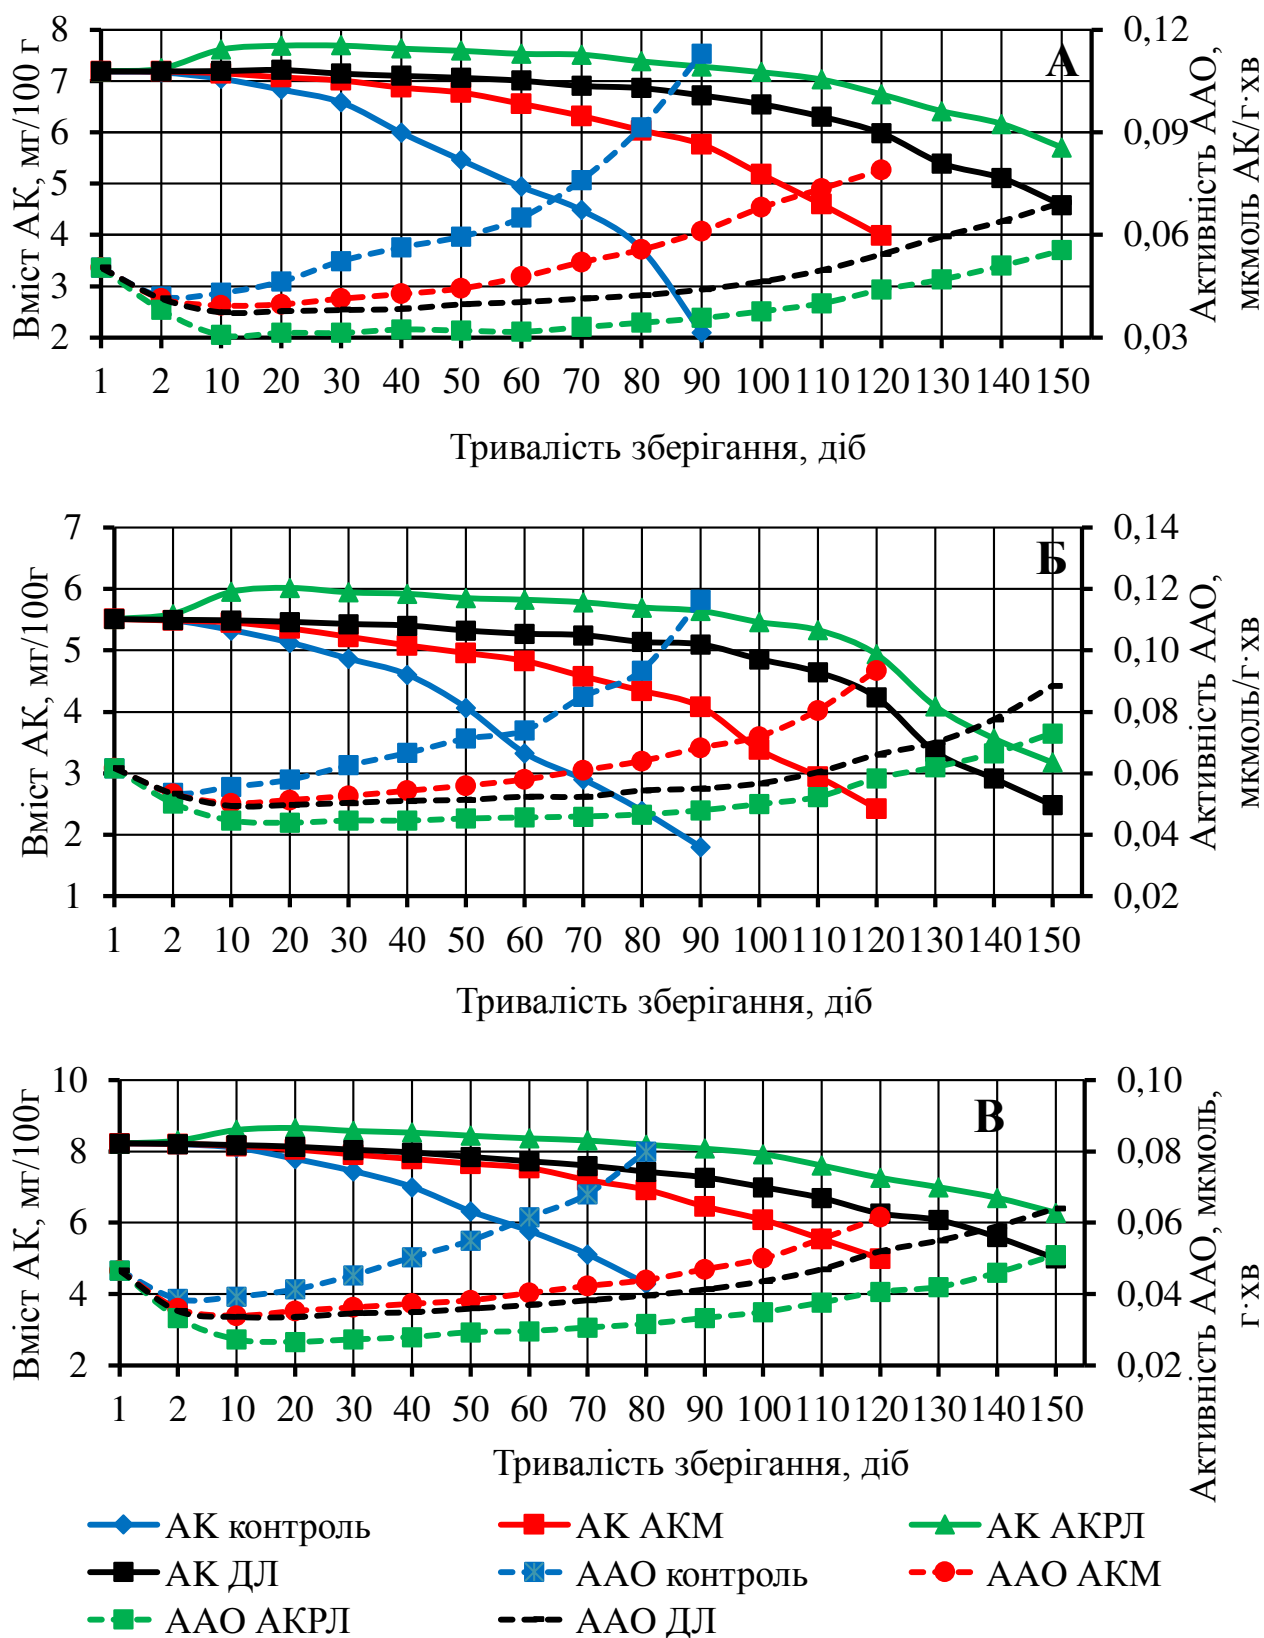 А
Вміст АК, мг/100 г
8
7
6
5
4
3
2
0,12
0,09
0,06
0,03
Активність ААО,
мкмоль АК/г·хв
1 2 10 20 30 40 50 60 70 80 90 100 110 120 130 140 150
Тривалість зберігання, діб
Б
Вміст АК, мг/100г
7
6
5
4
3
2
1
0,14
0,12
0,10
0,08
0,06
0,04
0,02
Активність ААО,
мкмоль/г·хв
1 2 10 20 30 40 50 60 70 80 90 100 110 120 130 140 150
Тривалість зберігання, діб
В
Вміст АК, мг/100г
10
8
6
4
2
0,10
0,08
0,06
0,04
0,02
Активність ААО, мкмоль,
г·хв
1 2 10 20 30 40 50 60 70 80 90 100 110 120 130 140 150
Тривалість зберігання, діб
АК контроль АК АКМ АК АКРЛ
АК ДЛ ААО контроль ААО АКМ
ААО АКРЛ ААО ДЛ